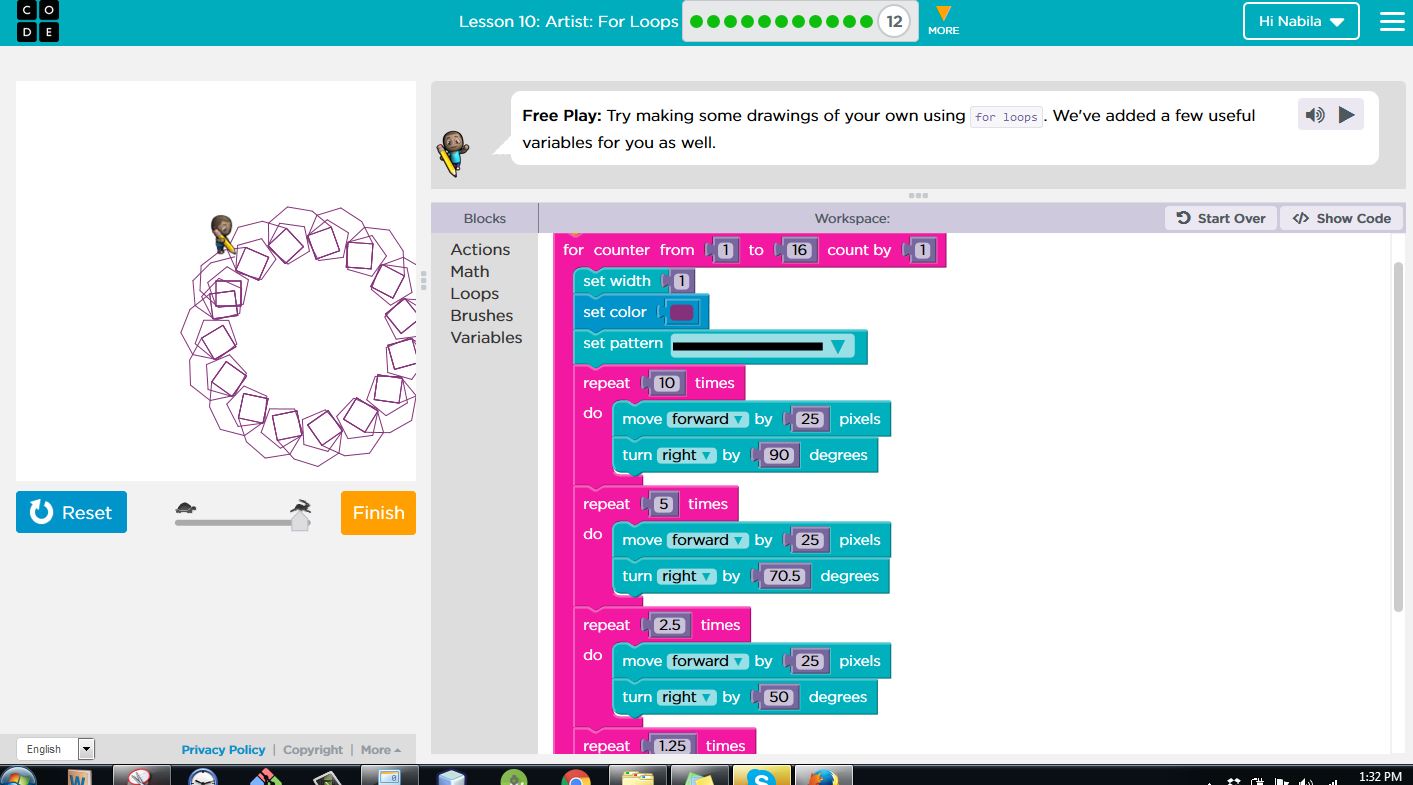 C O
D E
Lesson 10: Artist: For Loops 12 MORE Hi Nabila
Free Play: Try making some drawings of your own using for loops. We've added a few useful
variables for you as well.
Blocks Workspace: Start Over </> Show Code
Actions
Math
Loops
Brushes
Variables
for counter from 1 to 16 count by 1
set width 1
set color
set pattern
repeat 10 times
do move forward by 25 pixels
turn right by 90 degrees
repeat 5 times
do move forward by 25 pixels
turn right by 70.5 degrees
repeat 2.5 times
do move forward by 25 pixels
turn right by 50 degrees
repeat 1.25 times
Reset Finish
English Privacy Policy | Copyright | More
1:32 PM